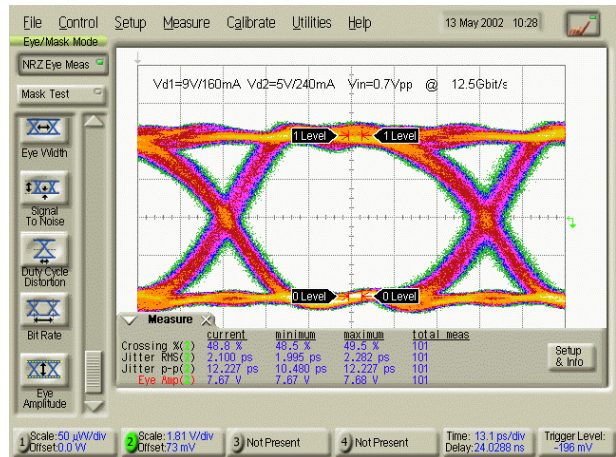 File Control Setup Measure Calibrate Utilities Help 13 May 2002 10:28
Eye/Mask Mode
NRZ Eye Meas
Mask Test
Eye Width
Signal
To Noise
Duty Cycle
Distortion
Bit Rate
Eye
Amplitude
Vd1=9V/160mA Vd2=5V/240mA Vin=0.7Vpp @ 12.5Gbit/s
1 Level 1 Level
0 Level 0 Level
Measure
current minimum maximum total meas
Crossing %(2) 48.8 % 48.5 % 49.5 % 101
Jitter RMS(2) 2.100 ps 1.995 ps 2.282 ps 101
Jitter p-p(2) 12.227 ps 10.480 ps 12.227 ps 101
Eye Amp(2) 7.67 V 7.67 V 7.68 V 101
Setup
& Info
1 Scale:50 µW/div
Offset:0.0 W
2 Scale:1.81 V/div
Offset:73 mV
3 Not Present
4 Not Present
Time: 13.1 ps/div
Delay:24.0288 ns
Trigger Level:
-196 mV